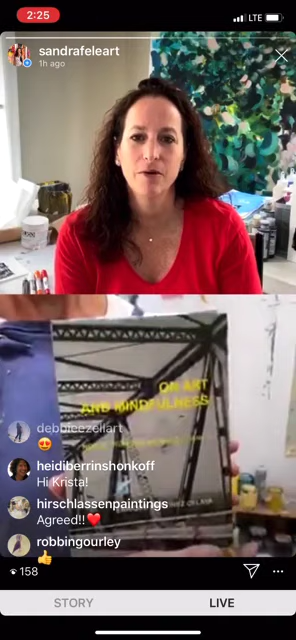 2:25
LTE
sandrafeleart
1h ago
ON ART
AND MINDFULNESS
debbieezellart
😍
heidiberrinshonkoff
Hi Krista!
hirschlassenpaintings
Agreed!!❤️
robbingourley
👍
158
STORY
LIVE